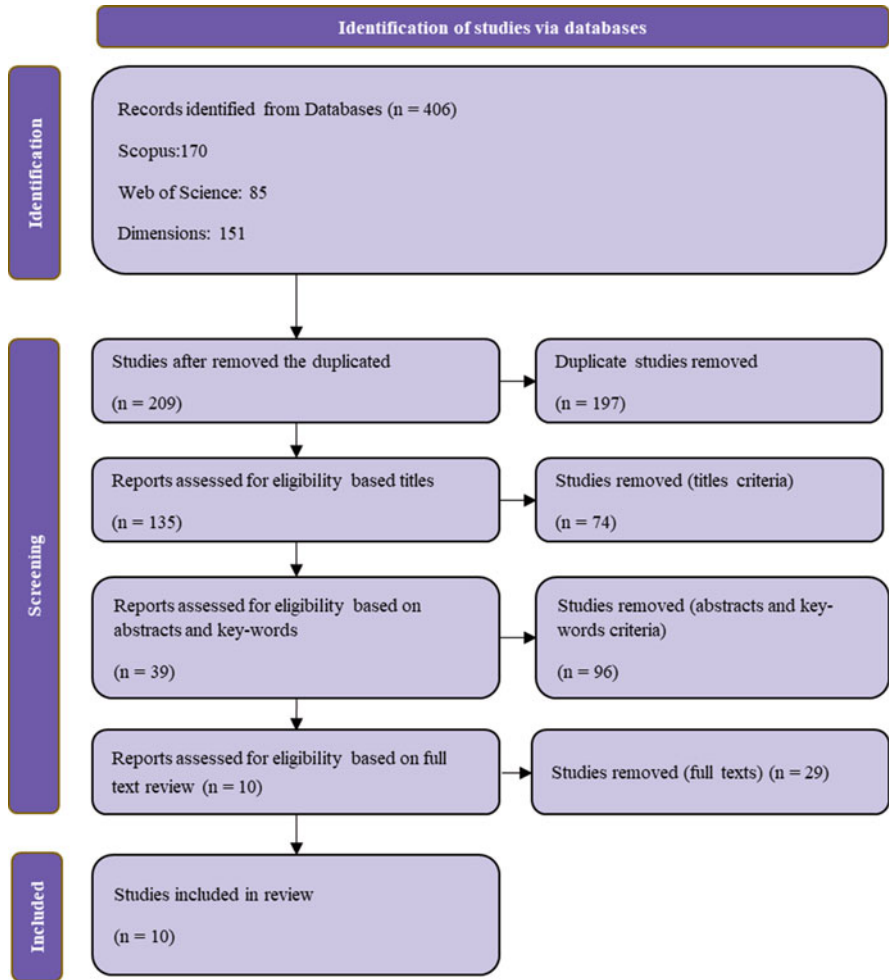 Identification of studies via databases
Identification
Records identified from Databases (n = 406)
Scopus:170
Web of Science: 85
Dimensions: 151
Screening
Studies after removed the duplicated
(n = 209)
Duplicate studies removed
(n = 197)
Reports assessed for eligibility based titles
(n = 135)
Studies removed (titles criteria)
(n = 74)
Reports assessed for eligibility based on
abstracts and key-words
(n = 39)
Studies removed (abstracts and key-
words criteria)
(n = 96)
Reports assessed for eligibility based on full
text review (n = 10)
Studies removed (full texts) (n = 29)
Included
Studies included in review
(n = 10)